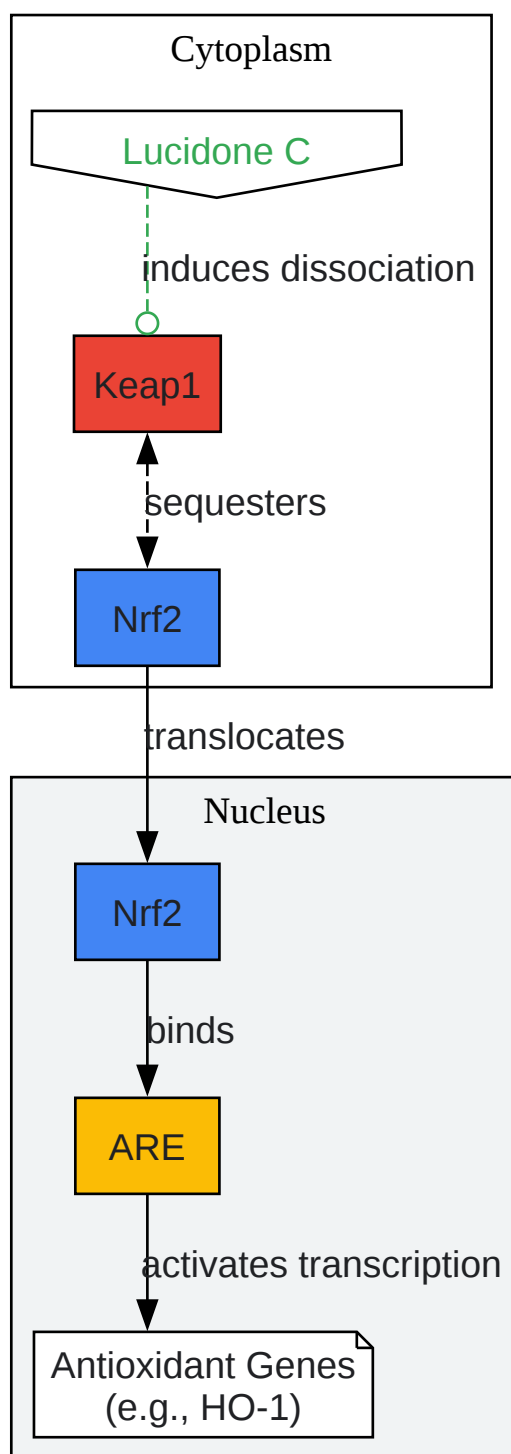 Cytoplasm
Lucidone C
induces dissociation
Keap1
sequesters
Nrf2
translocates
Nucleus
Nrf2
binds
ARE
activates transcription
Antioxidant Genes
(e.g., HO-1)